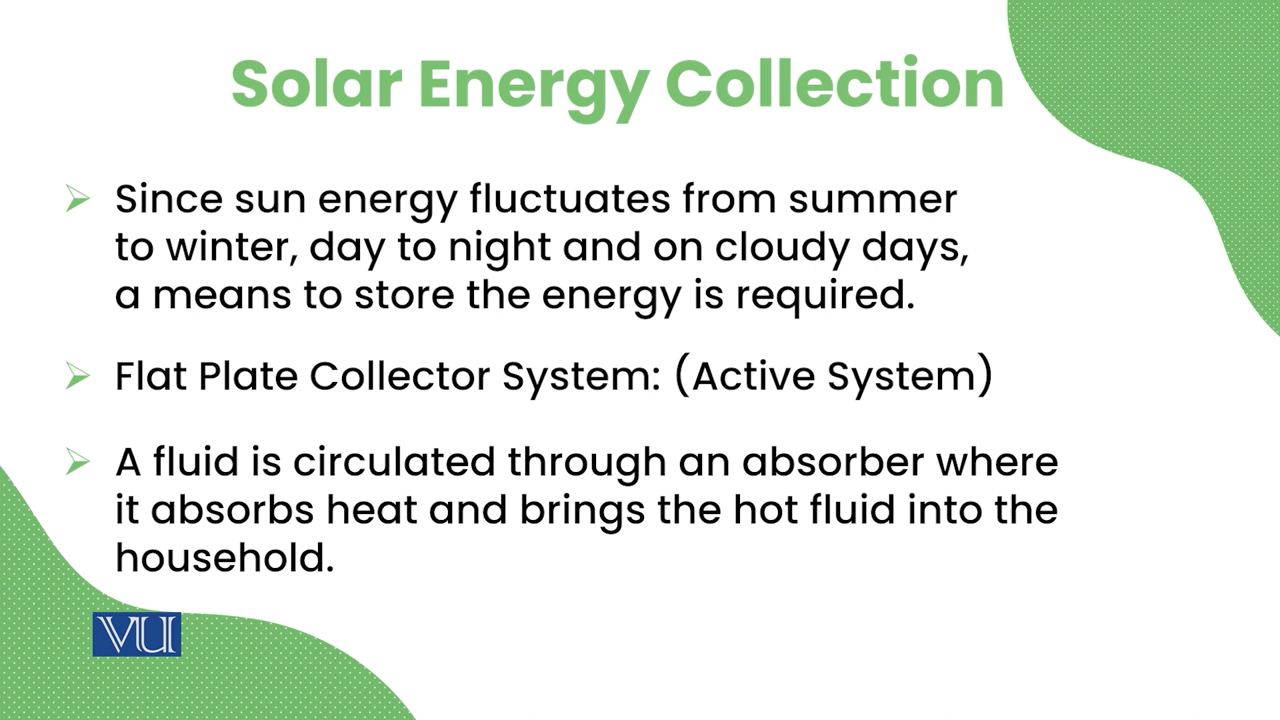 Solar Energy Collection
Since sun energy fluctuates from summer
to winter, day to night and on cloudy days,
a means to store the energy is required.
Flat Plate Collector System: (Active System)
A fluid is circulated through an absorber where
it absorbs heat and brings the hot fluid into the
household.
VU